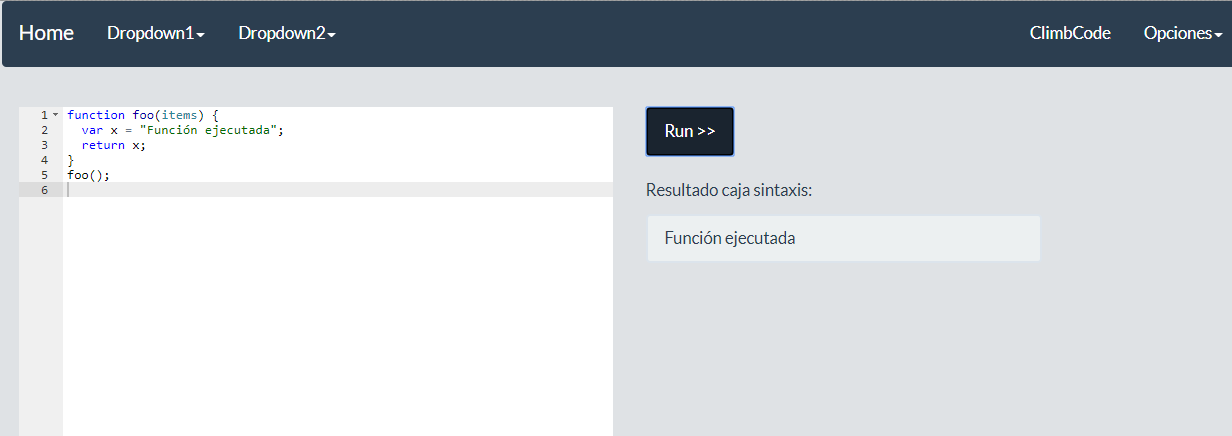 Home Dropdown1 Dropdown2 ClimbCode Opciones
1 function foo(items) {
2 var x = "Función ejecutada";
3 return x;
4 }
5 foo();
6
Run >>
Resultado caja sintaxis:
Función ejecutada